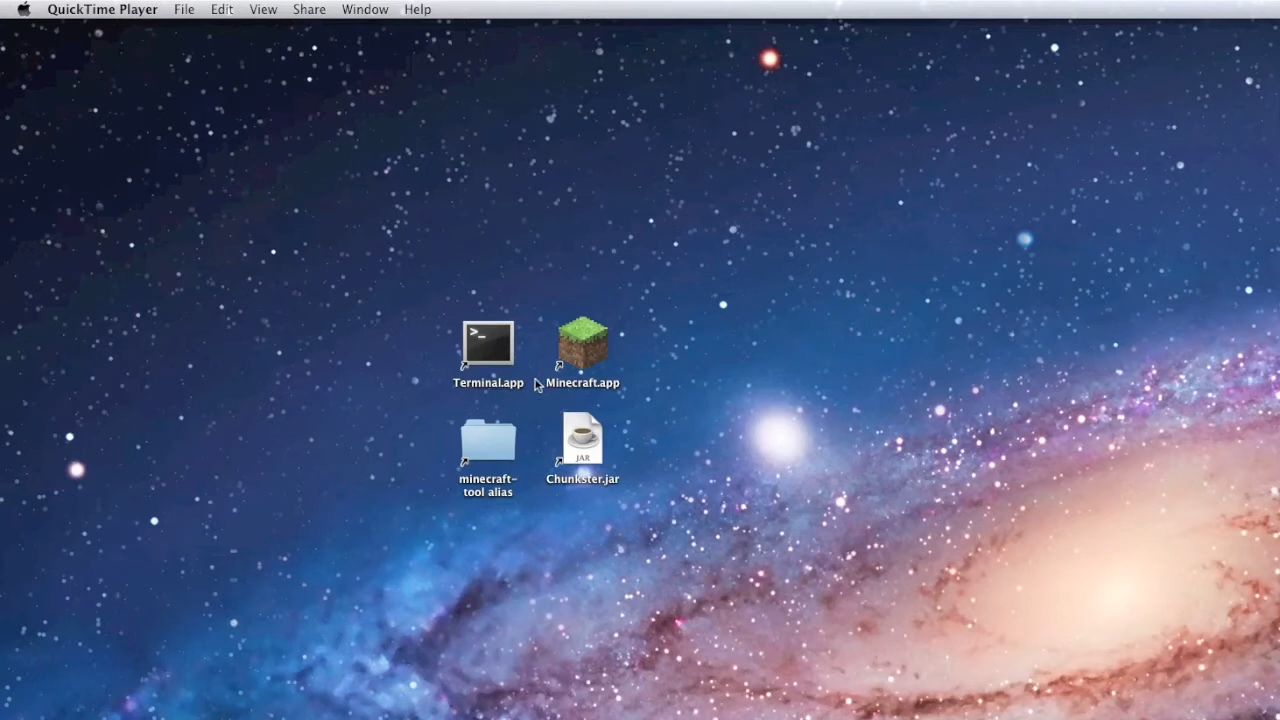 QuickTime Player File Edit View Share Window Help
>_
Terminal.app Minecraft.app
JAR
minecraft-
tool alias
Chunkster.jar